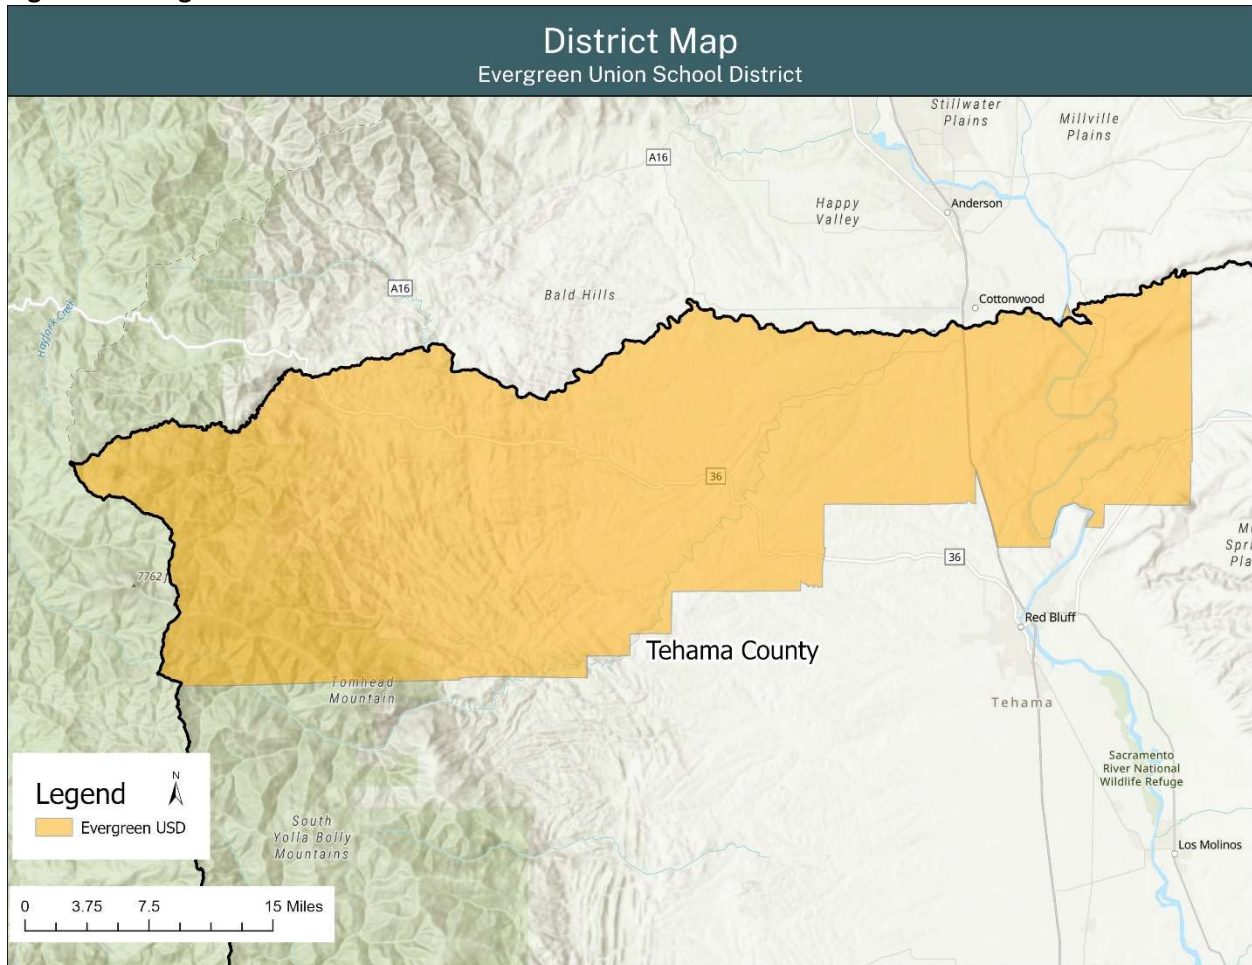 District Map
Evergreen Union School District
Stillwater
Plains
Millville
Plains
A16
Happy
Valley
Anderson
A16
Bald Hills
Cottonwood
Hayfork Creek
36
36
7762 f
Red Bluff
Tehama County
Tomhead
Mountain
Tehama
Sacramento
River National
Wildlife Refuge
Legend
N
Evergreen USD
South
Yolla Bolly
Mountains
Los Molinos
0 3.75 7.5 15 Miles